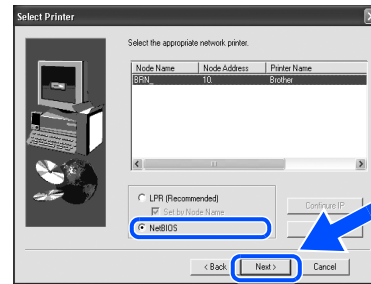 Select Printer
Select the appropriate network printer.
Node Name Node Address Printer Name
BRN_ 10. Brother
LPR (Recommended)
Set by Node Name
Configure IP
NetBIOS
< Back Next > Cancel